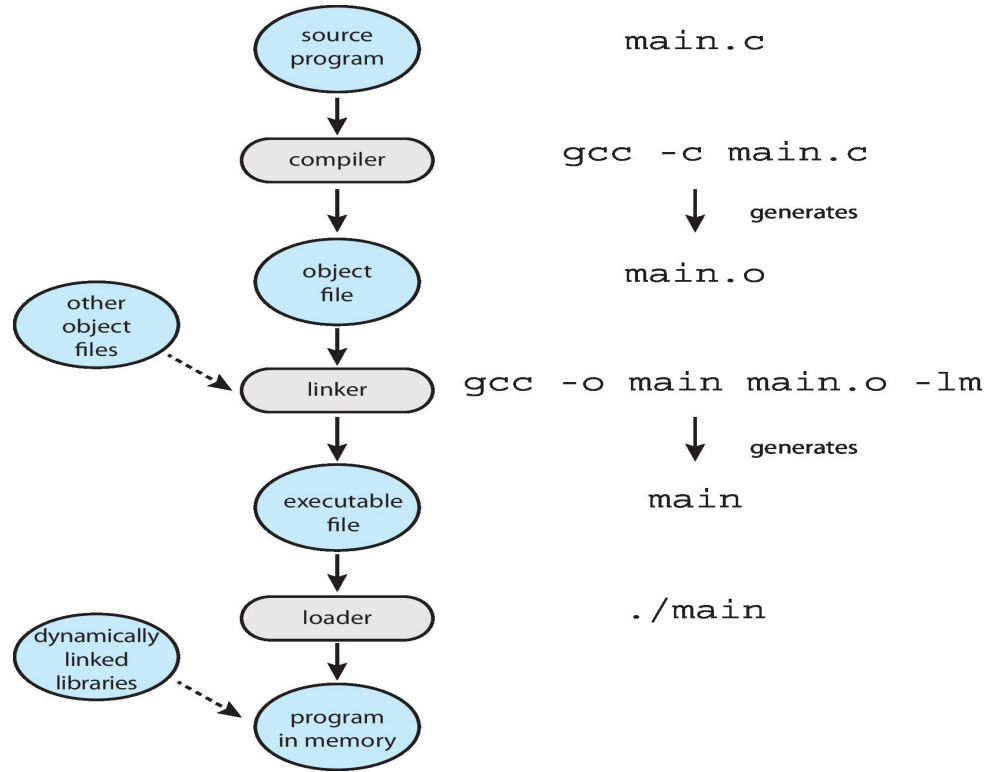 source
program
main.c
compiler
gcc -c main.c
generates
object
file
main.o
other
object
files
linker
gcc -o main main.o -lm
generates
executable
file
main
loader
./main
dynamically
linked
libraries
program
in memory